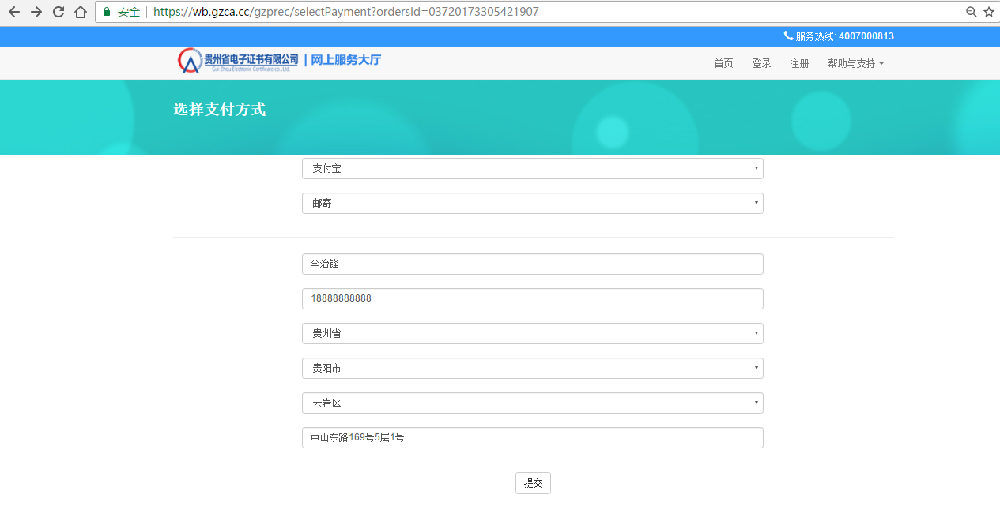 安全 https://wb.gzca.cc/gzprec/selectPayment?ordersId=03720173305421907
服务热线: 4007000813
贵州省电子证书有限公司 | 网上服务大厅
Gui Zhou Electronic Certificate co., Ltd.
首页 登录 注册 帮助与支持
选择支付方式
支付宝
邮寄
李治锋
18888888888
贵州省
贵阳市
云岩区
中山东路169号5层1号
提交